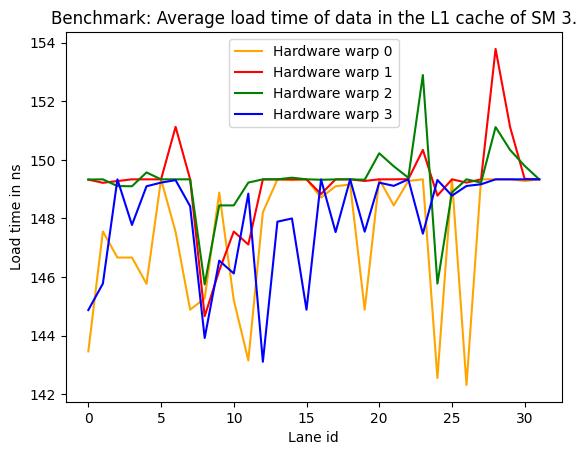 Benchmark: Average load time of data in the L1 cache of SM 3.
Hardware warp 0
Hardware warp 1
Hardware warp 2
Hardware warp 3
Load time in ns
154
152
150
148
146
144
142
0 5 10 15 20 25 30
Lane id